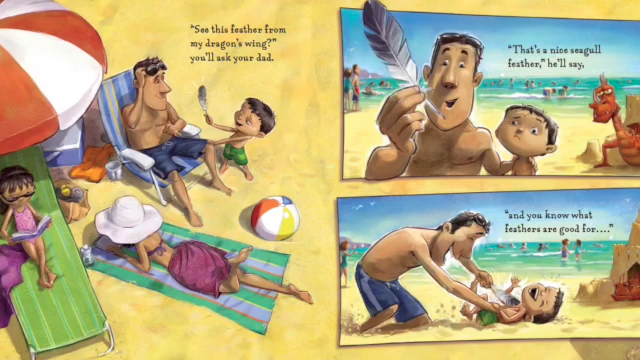 "See this feather from
my dragon's wing?"
you'll ask your dad.
"That's a nice seagull
feather," he'll say,
"and you know what
feathers are good for...."